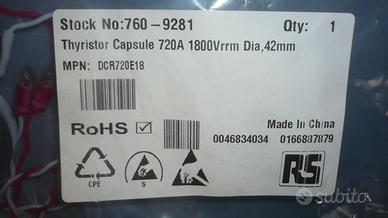 Stock No:760-9281 Qty: 1
Thyristor Capsule 720A 1800Vrrm Dia,42mm
MPN: DCR720E18
RoHS
Made In China
0046834034 0166887879
CPE
S
RS
subito